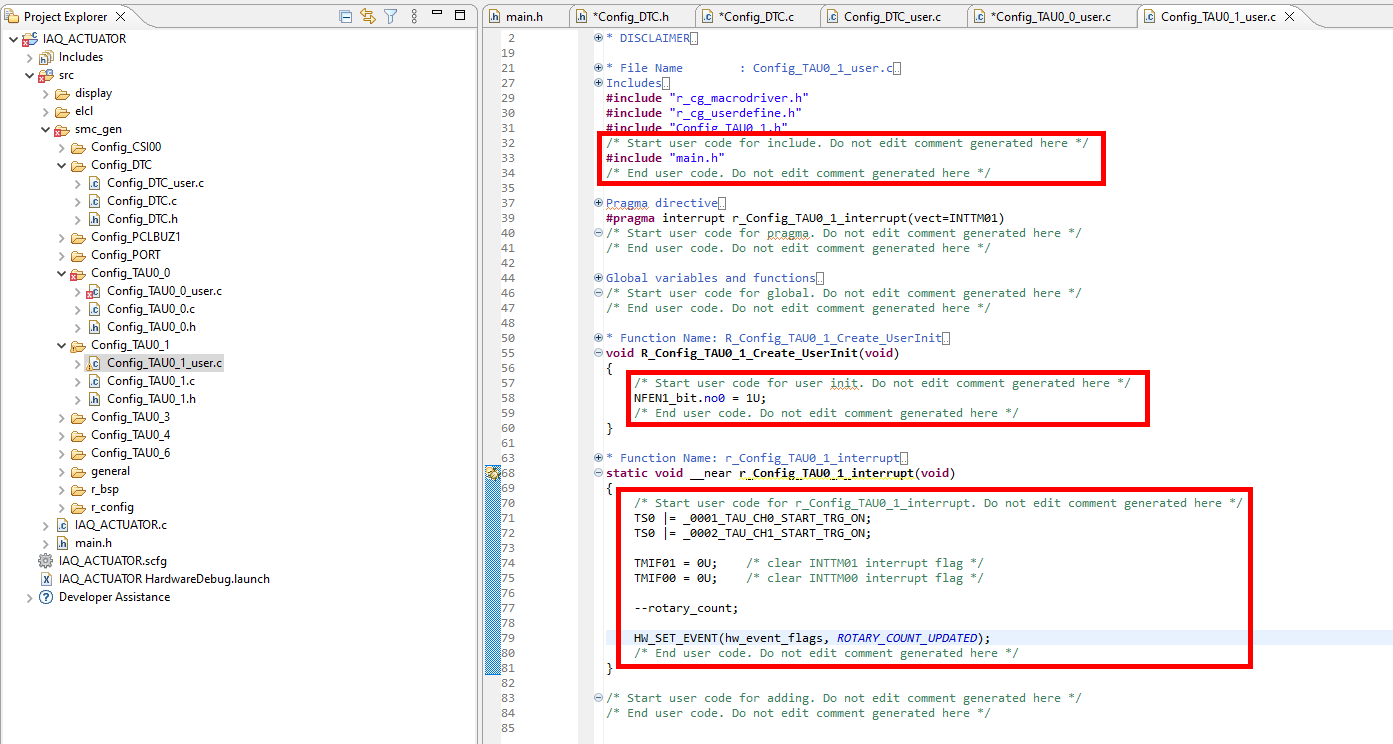 Project Explorer
IAQ_ACTUATOR
Includes
src
display
elcl
smc_gen
Config_CSI00
Config_DTC
Config_DTC_user.c
Config_DTC.c
Config_DTC.h
Config_PCLBUZ1
Config_PORT
Config_TAU0_0
Config_TAU0_0_user.c
Config_TAU0_0.c
Config_TAU0_0.h
Config_TAU0_1
Config_TAU0_1_user.c
Config_TAU0_1.c
Config_TAU0_1.h
Config_TAU0_3
Config_TAU0_4
Config_TAU0_6
general
r_bsp
r_config
IAQ_ACTUATOR.c
main.h
IAQ_ACTUATOR.scfg
IAQ_ACTUATOR HardwareDebug.launch
Developer Assistance
main.h *Config_DTC.h *Config_DTC.c Config_DTC_user.c *Config_TAU0_0_user.c Config_TAU0_1_user.c
2 * DISCLAIMER
19
21 * File Name : Config_TAU0_1_user.c
27 Includes
29 #include "r_cg_macrodriver.h"
30 #include "r_cg_userdefine.h"
31 #include "Config_TAU0_1.h"
32 /* Start user code for include. Do not edit comment generated here */
33 #include "main.h"
34 /* End user code. Do not edit comment generated here */
35
37 Pragma directive
39 #pragma interrupt r_Config_TAU0_1_interrupt(vect=INTTM01)
40 /* Start user code for pragma. Do not edit comment generated here */
41 /* End user code. Do not edit comment generated here */
42
44 Global variables and functions
46 /* Start user code for global. Do not edit comment generated here */
47 /* End user code. Do not edit comment generated here */
48
50 * Function Name: R_Config_TAU0_1_Create_UserInit
55 void R_Config_TAU0_1_Create_UserInit(void)
56 {
57 /* Start user code for user init. Do not edit comment generated here */
58 NFEN1_bit.no0 = 1U;
59 /* End user code. Do not edit comment generated here */
60 }
61
63 * Function Name: r_Config_TAU0_1_interrupt
68 static void __near r_Config_TAU0_1_interrupt(void)
69 {
70 /* Start user code for r_Config_TAU0_1_interrupt. Do not edit comment generated here */
71 TS0 |= _0001_TAU_CH0_START_TRG_ON;
72 TS0 |= _0002_TAU_CH1_START_TRG_ON;
73
74 TMIF01 = 0U; /* clear INTTM01 interrupt flag */
75 TMIF00 = 0U; /* clear INTTM00 interrupt flag */
76
77 --rotary_count;
78
79 HW_SET_EVENT(hw_event_flags, ROTARY_COUNT_UPDATED);
80 /* End user code. Do not edit comment generated here */
81 }
82
83 /* Start user code for adding. Do not edit comment generated here */
84 /* End user code. Do not edit comment generated here */
85